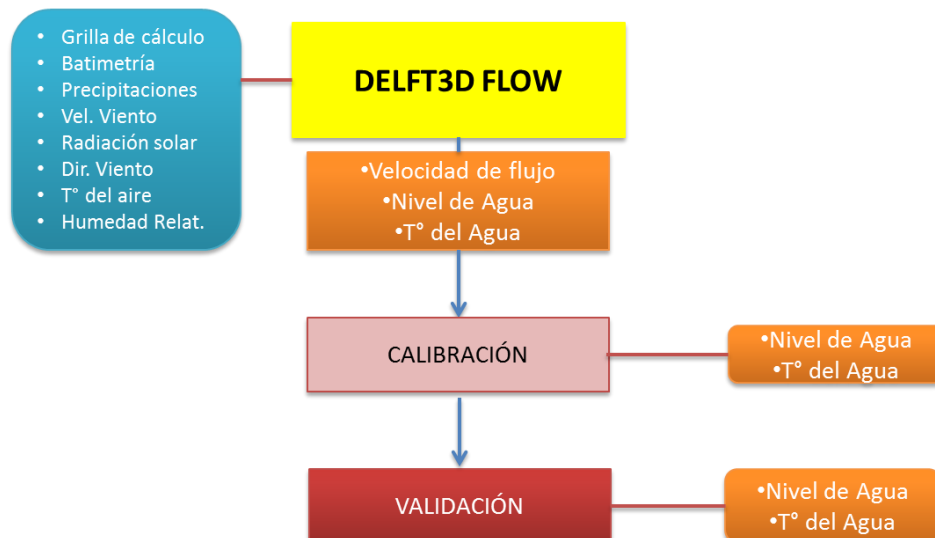 • Grilla de cálculo
• Batimetría
• Precipitaciones
• Vel. Viento
• Radiación solar
• Dir. Viento
• T° del aire
• Humedad Relat.
DELFT3D FLOW
•Velocidad de flujo
•Nivel de Agua
•T° del Agua
CALIBRACIÓN
•Nivel de Agua
•T° del Agua
VALIDACIÓN
•Nivel de Agua
•T° del Agua